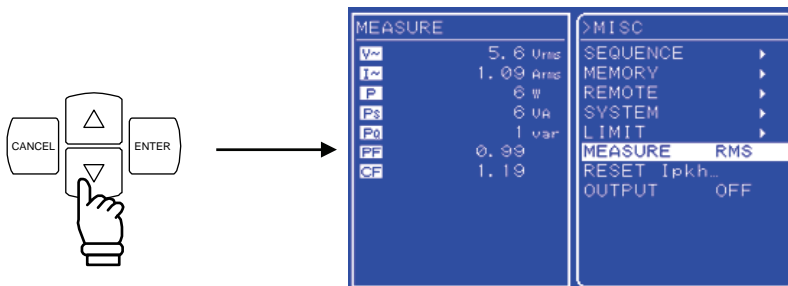 CANCEL
ENTER
MEASURE
V~ 5.6 Vrms
I~ 1.09 Arms
P 6 W
Ps 6 VA
PQ 1 var
PF 0.99
CF 1.19
>MISC
SEQUENCE
MEMORY
REMOTE
SYSTEM
LIMIT
MEASURE RMS
RESET Ipkh…
OUTPUT OFF